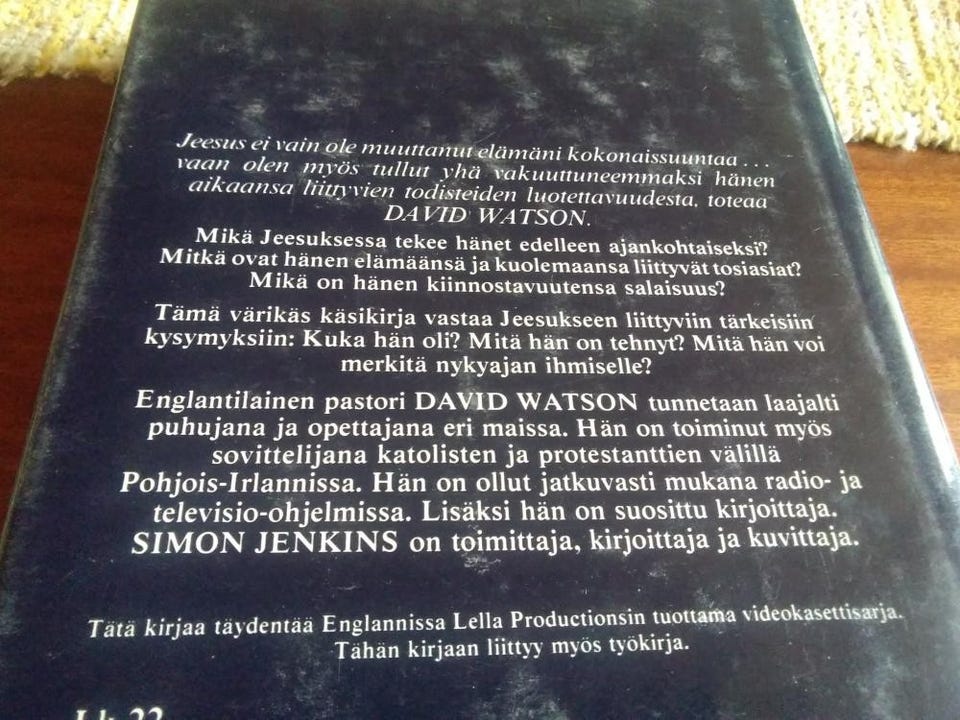 Jeesus ei vain ole muuttanut elämäni kokonaissuuntaa...
vaan olen myös tullut yhä vakuuttuneemmaksi hänen
aikaansa liittyvien todisteiden luotettavuudesta, toteaa
DAVID WATSON.
Mikä Jeesuksessa tekee hänet edelleen ajankohtaiseksi?
Mitkä ovat hänen elämäänsä ja kuolemaansa liittyvät tosiasiat?
Mikä on hänen kiinnostavuutensa salaisuus?
Tämä värikäs käsikirja vastaa Jeesukseen liittyviin tärkeisiin
kysymyksiin: Kuka hän oli? Mitä hän on tehnyt? Mitä hän voi
merkitä nykyajan ihmiselle?
Englantilainen pastori DAVID WATSON tunnetaan laajalti
puhujana ja opettajana eri maissa. Hän on toiminut myös
sovittelijana katolisten ja protestanttien välillä
Pohjois-Irlannissa. Hän on ollut jatkuvasti mukana radio- ja
televisio-ohjelmissa. Lisäksi hän on suosittu kirjoittaja.
SIMON JENKINS on toimittaja, kirjoittaja ja kuvittaja.
Tätä kirjaa täydentää Englannissa Lella Productionsin tuottama videokasettisarja.
Tähän kirjaan liittyy myös työkirja.